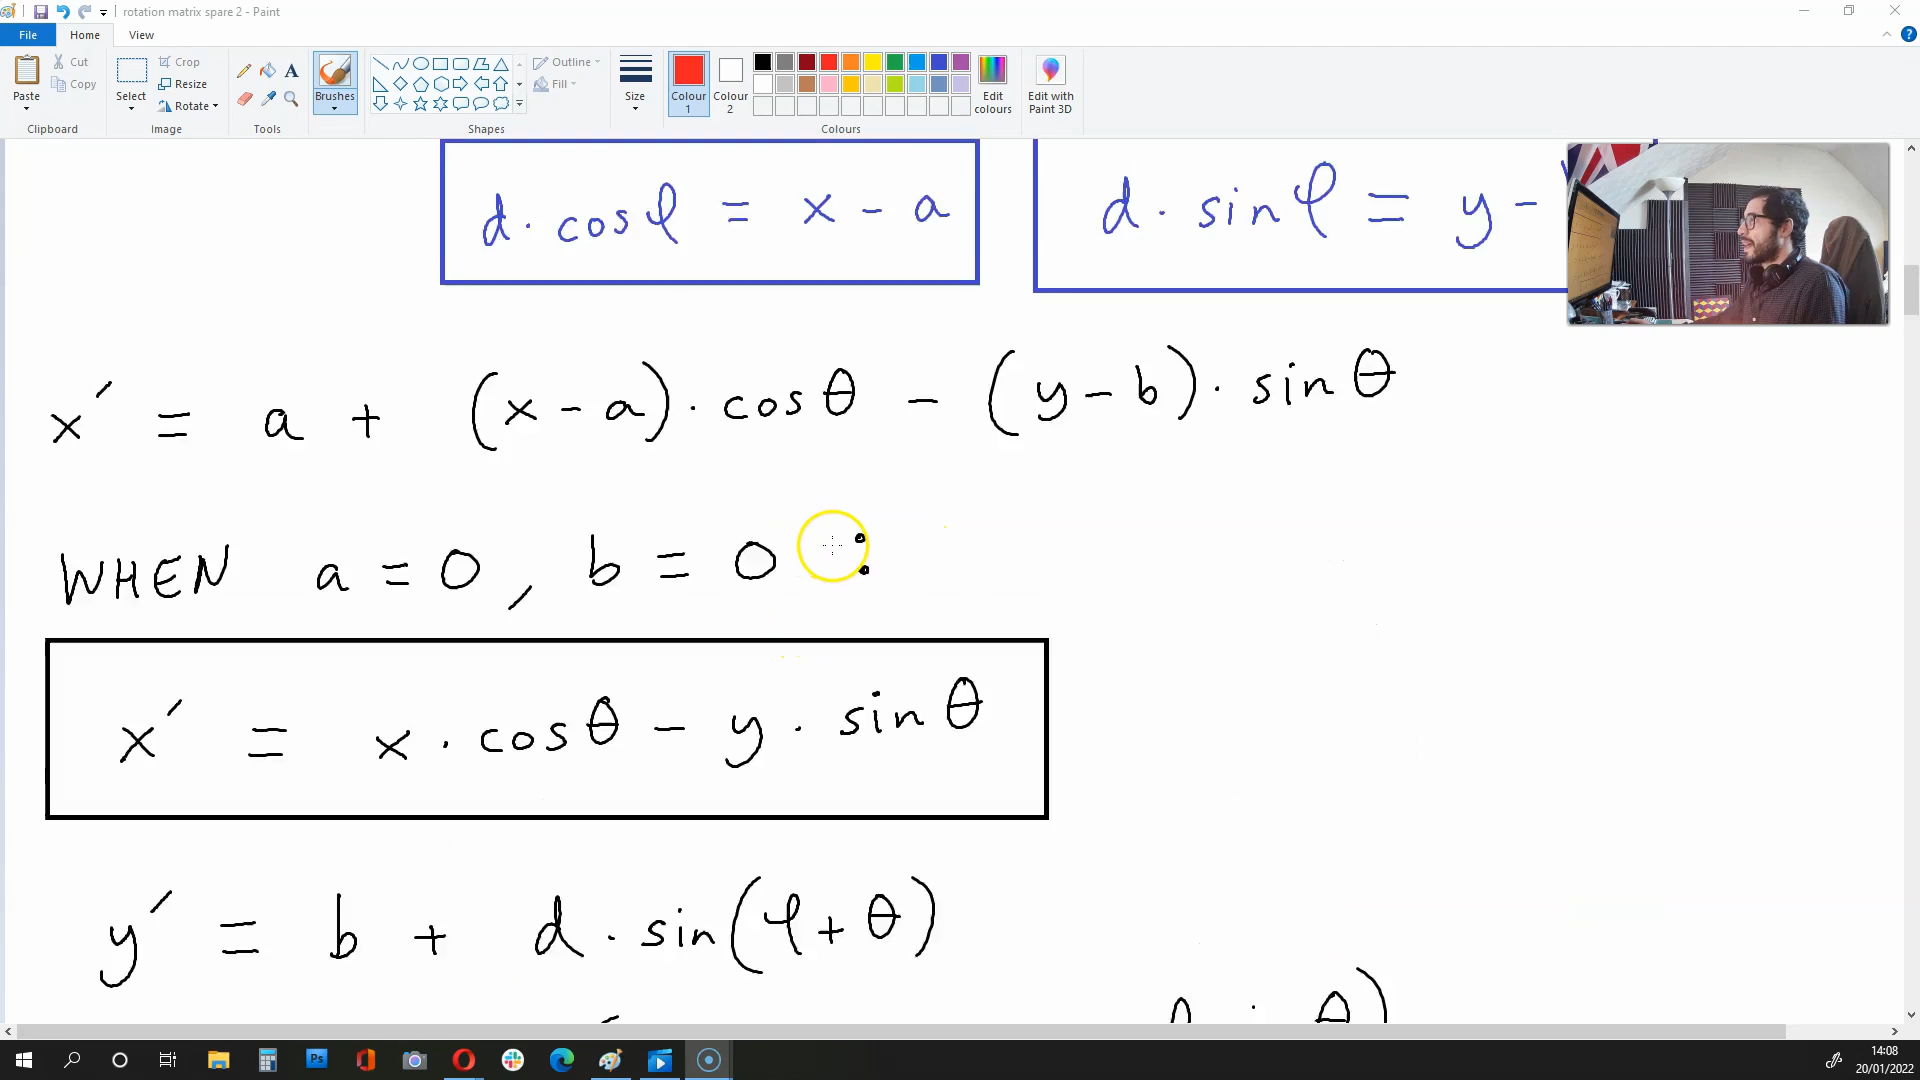 rotation matrix spare 2 - Paint
File Home View
Paste
Cut
Copy
Clipboard
Select
Crop
Resize
Rotate
Image
Tools
Brushes
Shapes
Outline
Fill
Size
Colour 1
Colour 2
Edit colours
Colours
Edit with Paint 3D
d · cos φ = x - a
d · sin φ = y -
x′ = a + (x - a) · cos θ - (y - b) · sin θ
WHEN a = 0, b = 0 :
x′ = x · cos θ - y · sin θ
y′ = b + d · sin(φ + θ)
14:08
20/01/2022